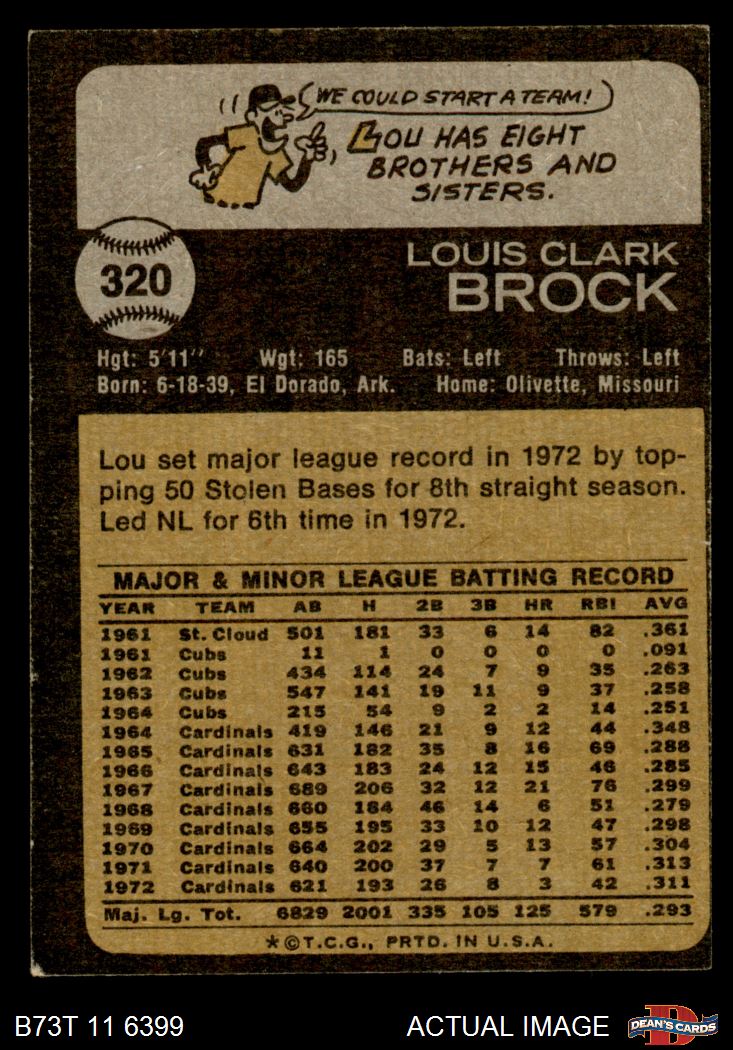 WE COULD START A TEAM!
LOU HAS EIGHT
BROTHERS AND
SISTERS.
320
LOUIS CLARK
BROCK
Hgt: 5'11" Wgt: 165 Bats: Left Throws: Left
Born: 6-18-39, El Dorado, Ark. Home: Olivette, Missouri
Lou set major league record in 1972 by top-
ping 50 Stolen Bases for 8th straight season.
Led NL for 6th time in 1972.
MAJOR & MINOR LEAGUE BATTING RECORD
YEAR TEAM AB H 2B 3B HR RBI AVG
1961 St. Cloud 501 181 33 6 14 82 .361
1961 Cubs 11 1 0 0 0 0 .091
1962 Cubs 434 114 24 7 9 35 .263
1963 Cubs 547 141 19 11 9 37 .258
1964 Cubs 215 54 9 2 2 14 .251
1964 Cardinals 419 146 21 9 12 44 .348
1965 Cardinals 631 182 35 8 16 69 .288
1966 Cardinals 643 183 24 12 15 46 .285
1967 Cardinals 689 206 32 12 21 76 .299
1968 Cardinals 660 184 46 14 6 51 .279
1969 Cardinals 655 195 33 10 12 47 .298
1970 Cardinals 664 202 29 5 13 57 .304
1971 Cardinals 640 200 37 7 7 61 .313
1972 Cardinals 621 193 26 8 3 42 .311
Maj. Lg. Tot. 6829 2001 335 105 125 579 .293
*©T.C.G., PRTD. IN U.S.A.
B73T 11 6399 ACTUAL IMAGE D DEAN'S CARDS